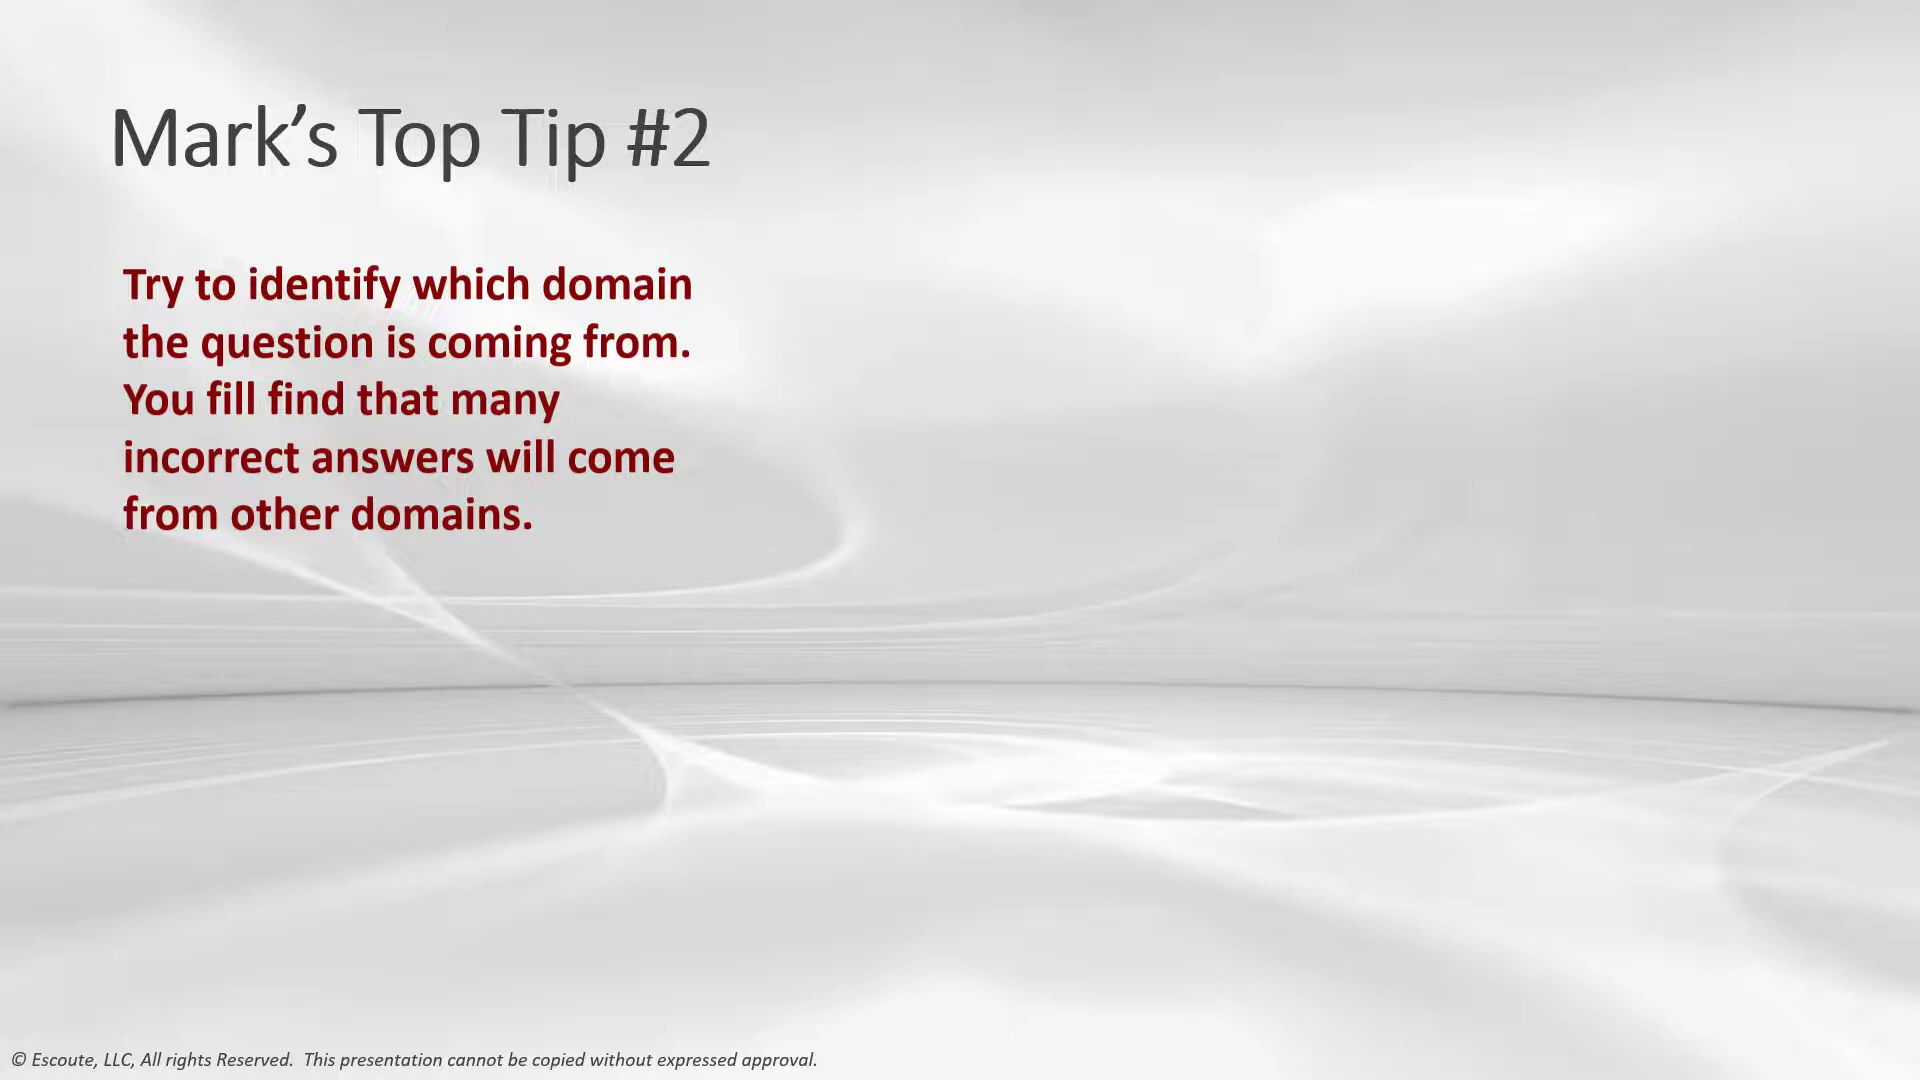 Mark’s Top Tip #2
Try to identify which domain
the question is coming from.
You fill find that many
incorrect answers will come
from other domains.
© Escoute, LLC, All rights Reserved.  This presentation cannot be copied without expressed approval.